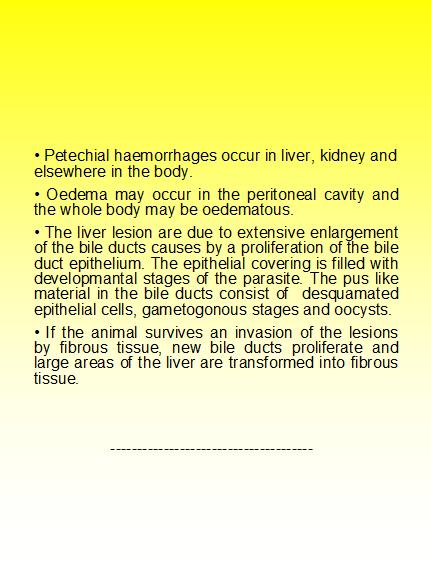 • Petechial haemorrhages occur in liver, kidney and
elsewhere in the body.
• Oedema may occur in the peritoneal cavity and
the whole body may be oedematous.
• The liver lesion are due to extensive enlargement
of the bile ducts causes by a proliferation of the bile
duct epithelium. The epithelial covering is filled with
developmantal stages of the parasite. The pus like
material in the bile ducts consist of desquamated
epithelial cells, gametogonous stages and oocysts.
• If the animal survives an invasion of the lesions
by fibrous tissue, new bile ducts proliferate and
large areas of the liver are transformed into fibrous
tissue.
---------------------------------------